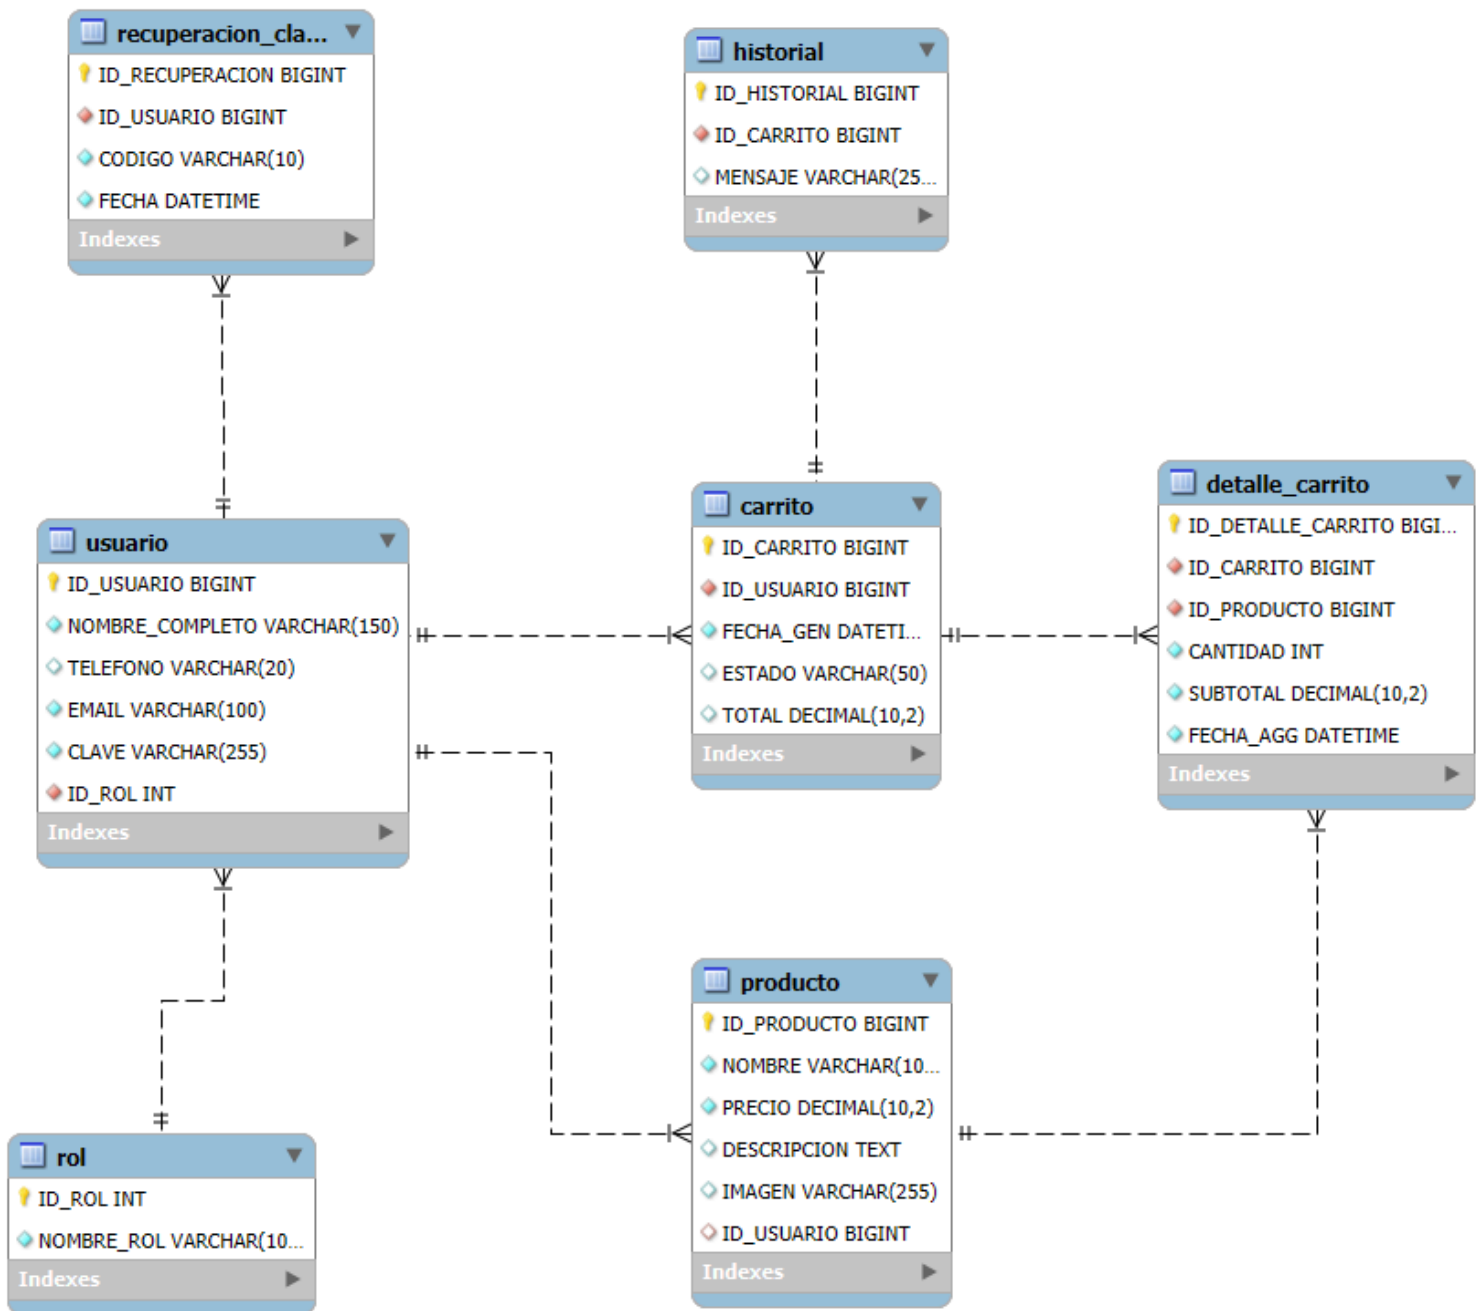 recuperacion_cla...
ID_RECUPERACION BIGINT
ID_USUARIO BIGINT
CODIGO VARCHAR(10)
FECHA DATETIME
Indexes
historial
ID_HISTORIAL BIGINT
ID_CARRITO BIGINT
MENSAJE VARCHAR(25...
Indexes
usuario
ID_USUARIO BIGINT
NOMBRE_COMPLETO VARCHAR(150)
TELEFONO VARCHAR(20)
EMAIL VARCHAR(100)
CLAVE VARCHAR(255)
ID_ROL INT
Indexes
carrito
ID_CARRITO BIGINT
ID_USUARIO BIGINT
FECHA_GEN DATETI...
ESTADO VARCHAR(50)
TOTAL DECIMAL(10,2)
Indexes
detalle_carrito
ID_DETALLE_CARRITO BIGI...
ID_CARRITO BIGINT
ID_PRODUCTO BIGINT
CANTIDAD INT
SUBTOTAL DECIMAL(10,2)
FECHA_AGG DATETIME
Indexes
producto
ID_PRODUCTO BIGINT
NOMBRE VARCHAR(10...
PRECIO DECIMAL(10,2)
DESCRIPCION TEXT
IMAGEN VARCHAR(255)
ID_USUARIO BIGINT
Indexes
rol
ID_ROL INT
NOMBRE_ROL VARCHAR(10...
Indexes